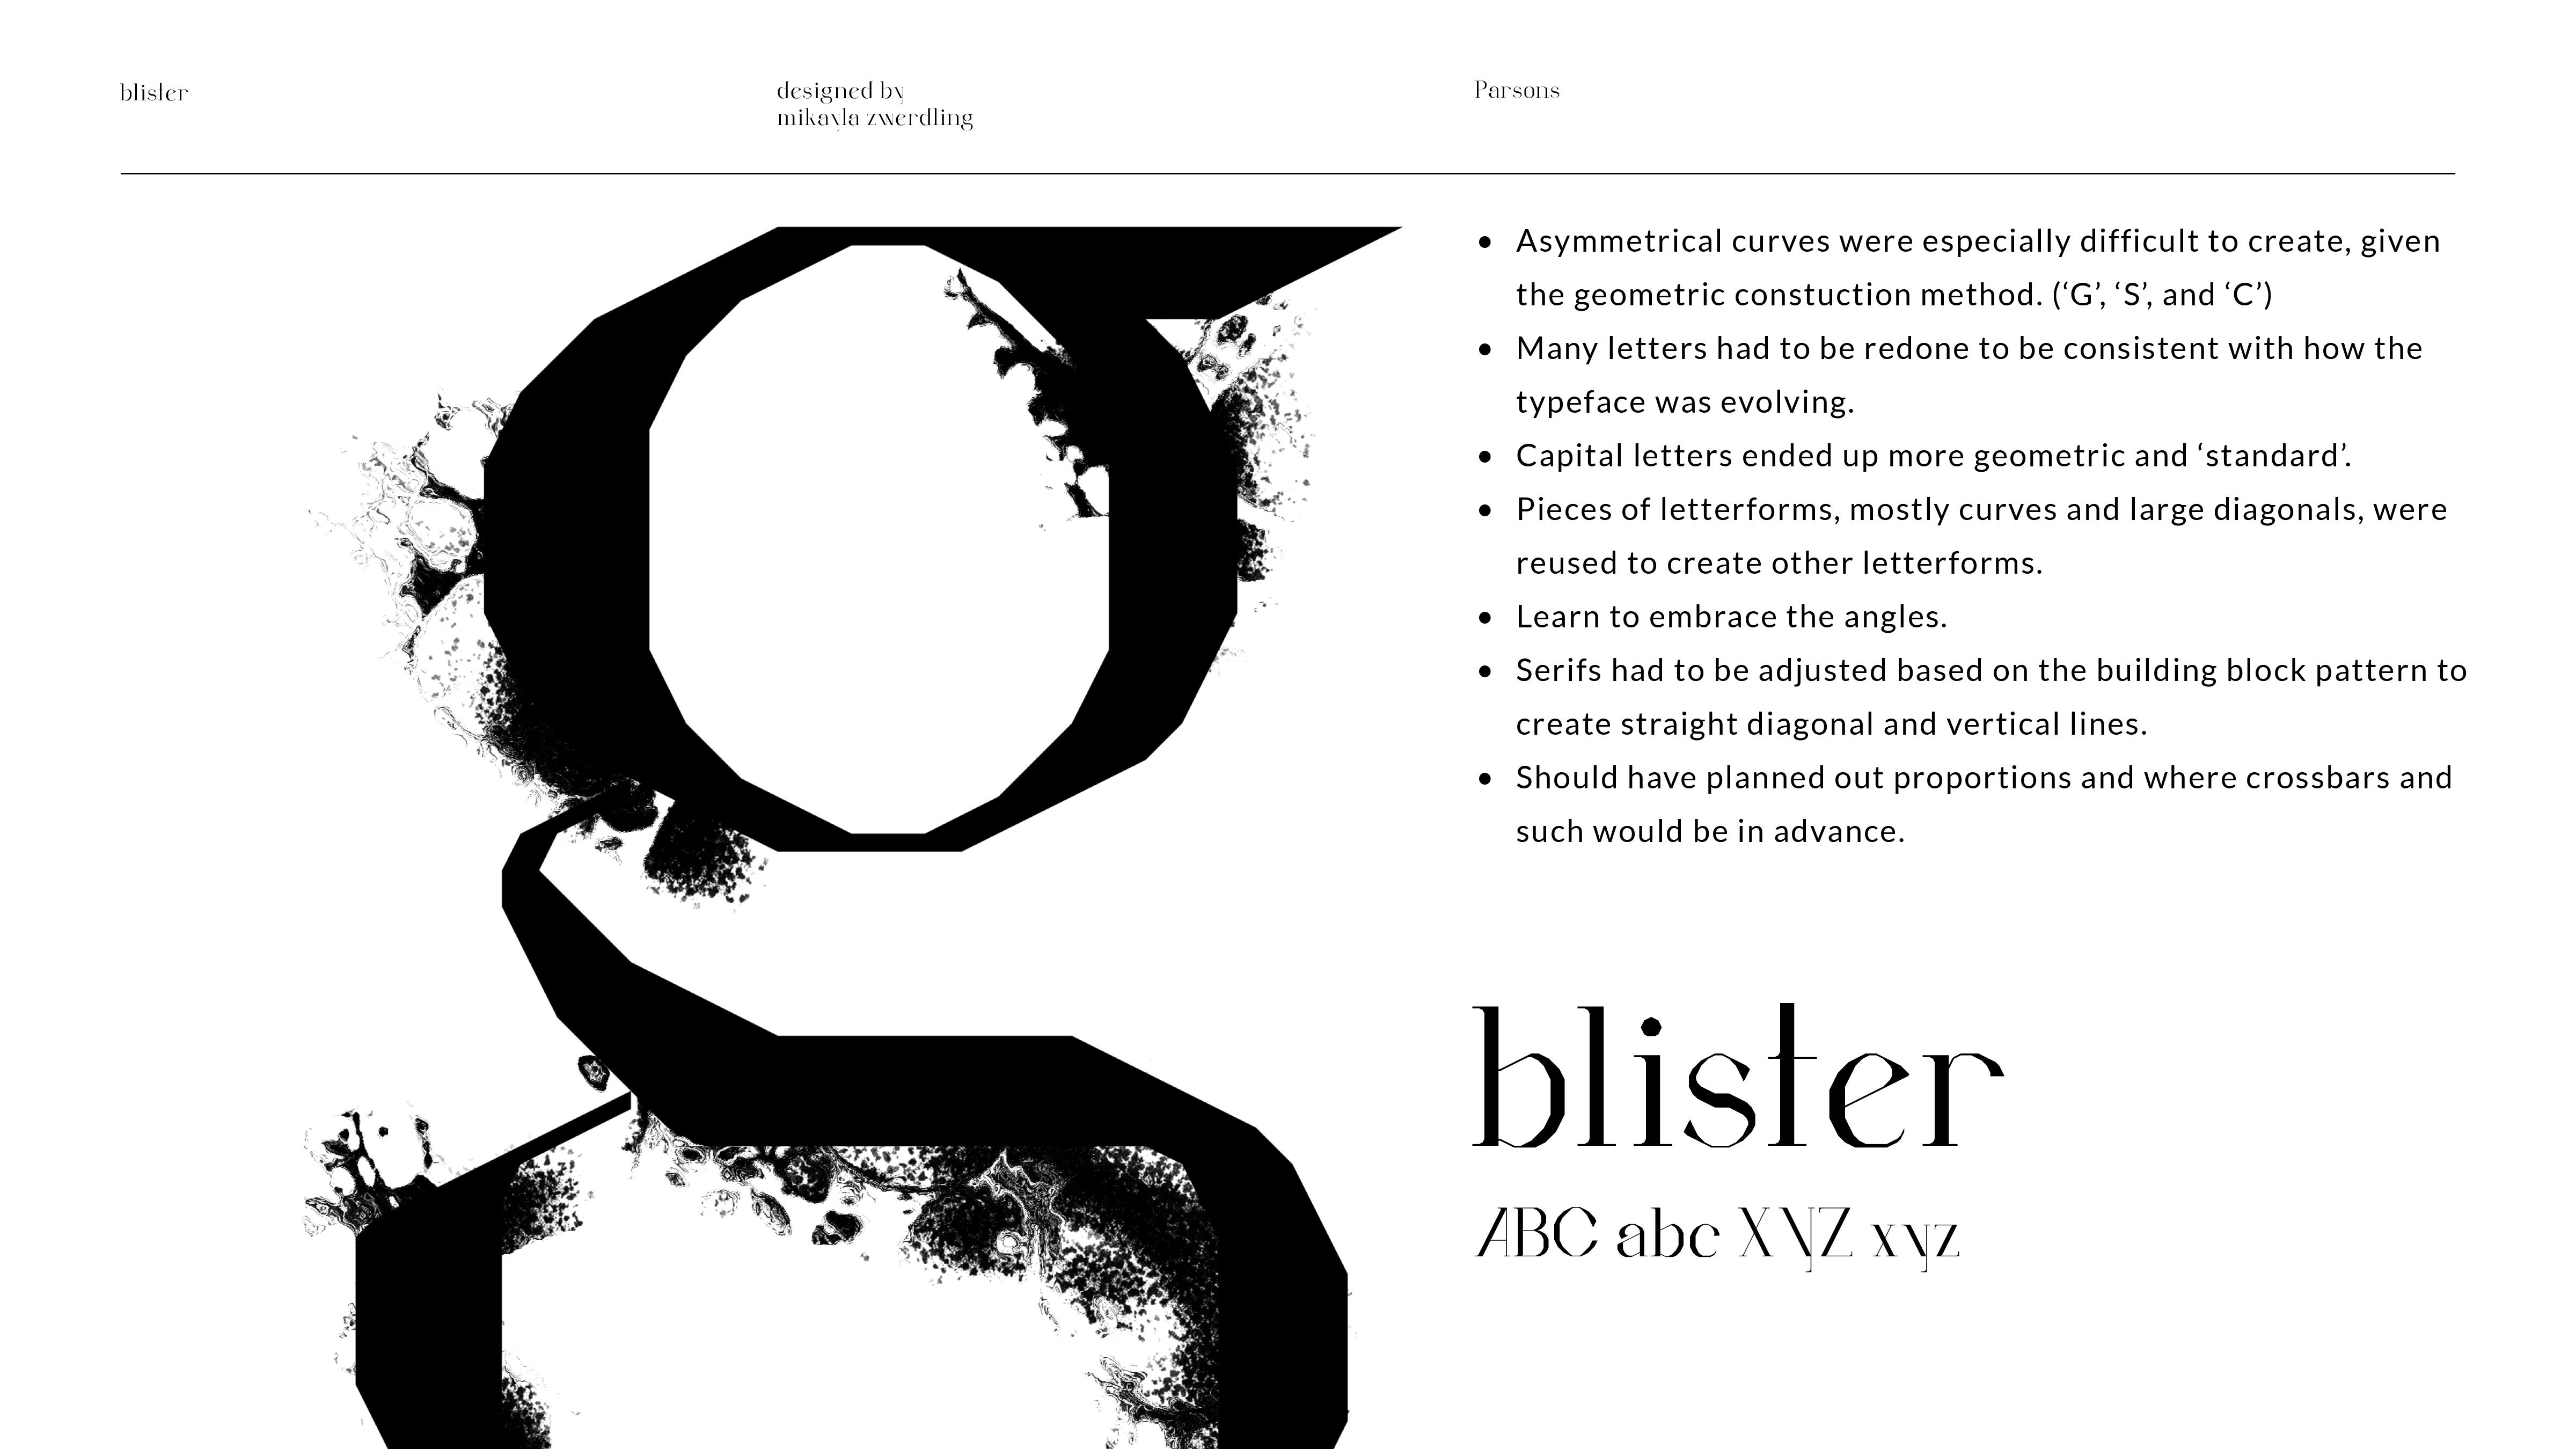 blister
designed by
mikayla zwerdling
Parsons
g
• Asymmetrical curves were especially difficult to create, given
the geometric constuction method. (‘G’, ‘S’, and ‘C’)
• Many letters had to be redone to be consistent with how the
typeface was evolving.
• Capital letters ended up more geometric and ‘standard’.
• Pieces of letterforms, mostly curves and large diagonals, were
reused to create other letterforms.
• Learn to embrace the angles.
• Serifs had to be adjusted based on the building block pattern to
create straight diagonal and vertical lines.
• Should have planned out proportions and where crossbars and
such would be in advance.
blister
ABC abc XYZ xyz